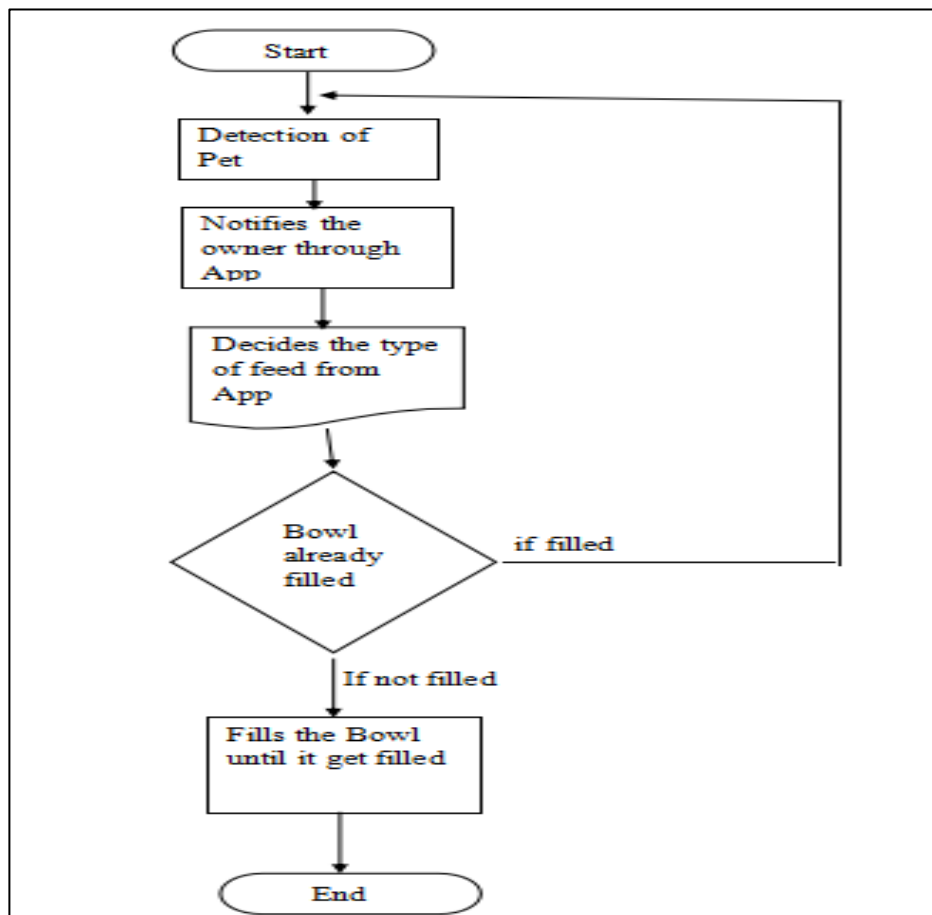 Start
Detection of
Pet
Notifies the
owner through
App
Decides the type
of feed from
App
Bowl
already
filled
if filled
If not filled
Fills the Bowl
until it get filled
End